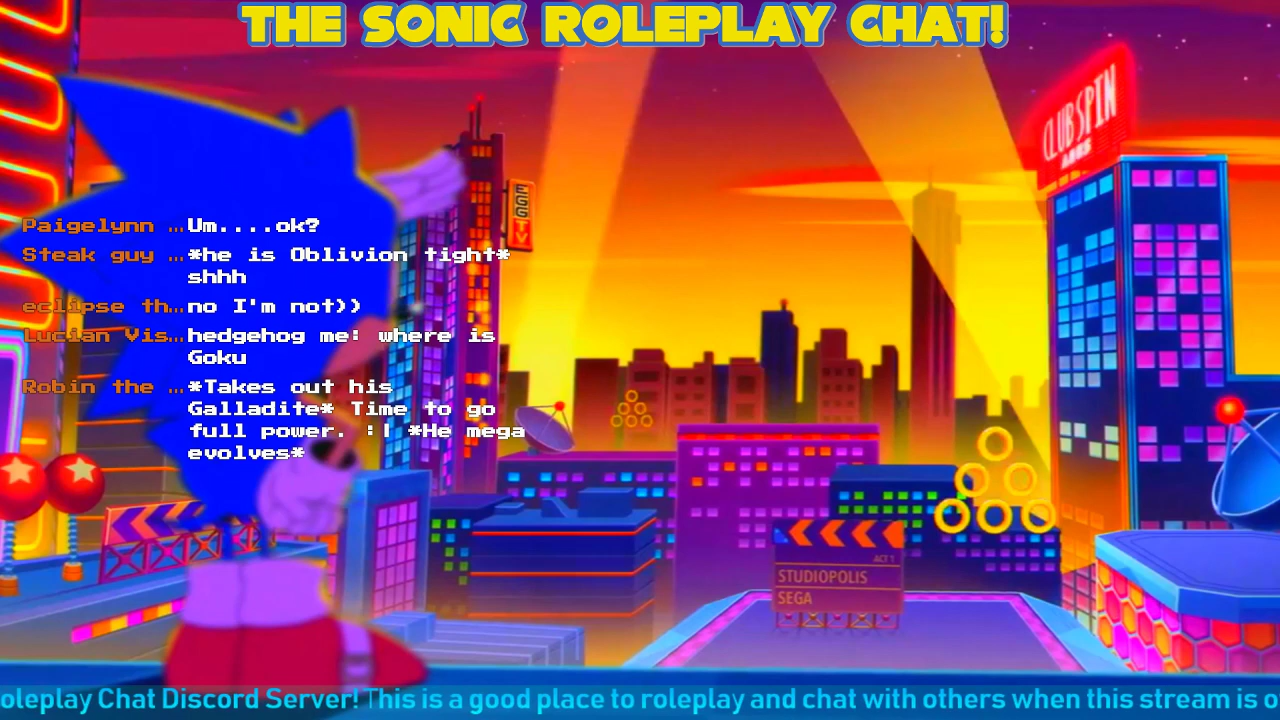 THE SONIC ROLEPLAY CHAT!
CLUB SPIN
EGG
TV
Paigelynn … Um....ok?
Steak guy … *he is Oblivion tight*
shhh
eclipse th… no I'm not))
Lucian Vis… hedgehog me: where is
Goku
Robin the … *Takes out his
Galladite* Time to go
full power. :| *He mega
evolves*
ACT 1
STUDIOPOLIS
SEGA
oleplay Chat Discord Server! This is a good place to roleplay and chat with others when this stream is o